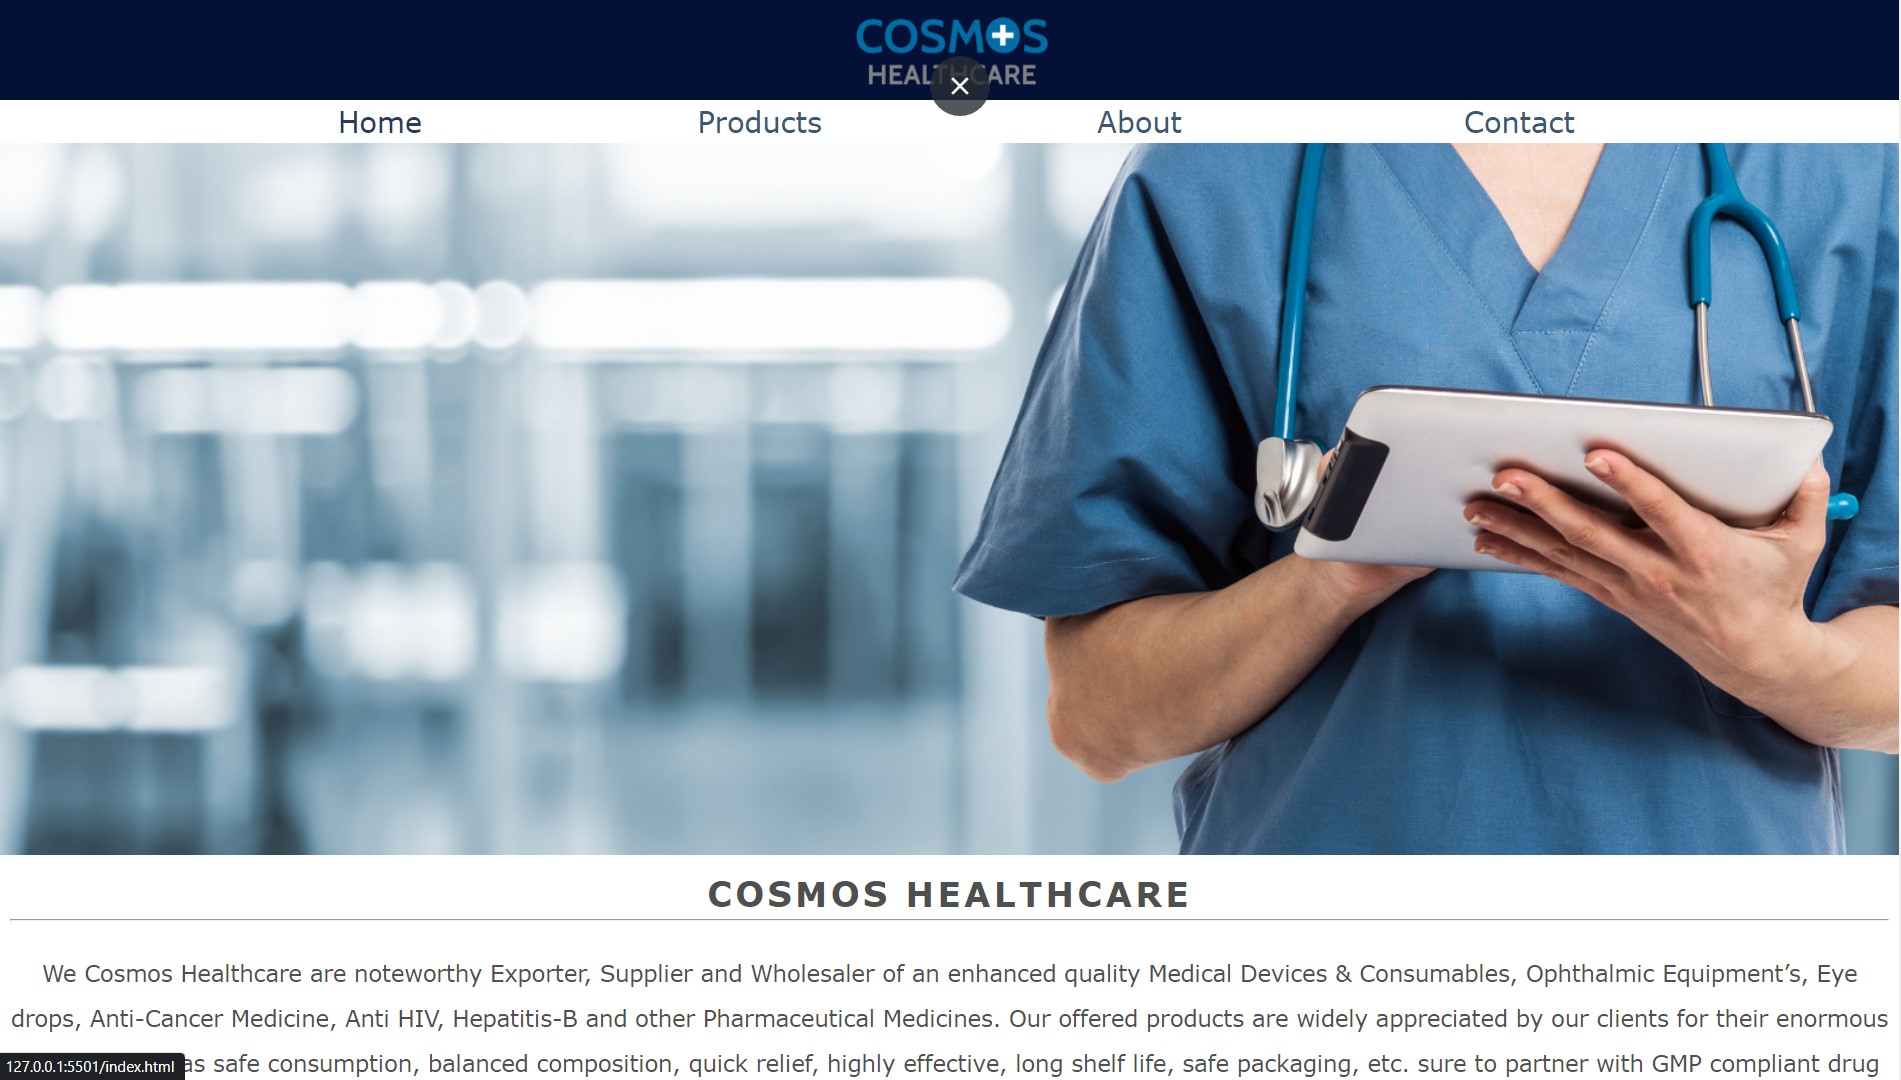 COSMOS
HEALTHCARE
Home
Products
About
Contact
COSMOS HEALTHCARE
We Cosmos Healthcare are noteworthy Exporter, Supplier and Wholesaler of an enhanced quality Medical Devices & Consumables, Ophthalmic Equipment’s, Eye
drops, Anti-Cancer Medicine, Anti HIV, Hepatitis-B and other Pharmaceutical Medicines. Our offered products are widely appreciated by our clients for their enormous
as safe consumption, balanced composition, quick relief, highly effective, long shelf life, safe packaging, etc. sure to partner with GMP compliant drug
127.0.0.1:5501/index.html